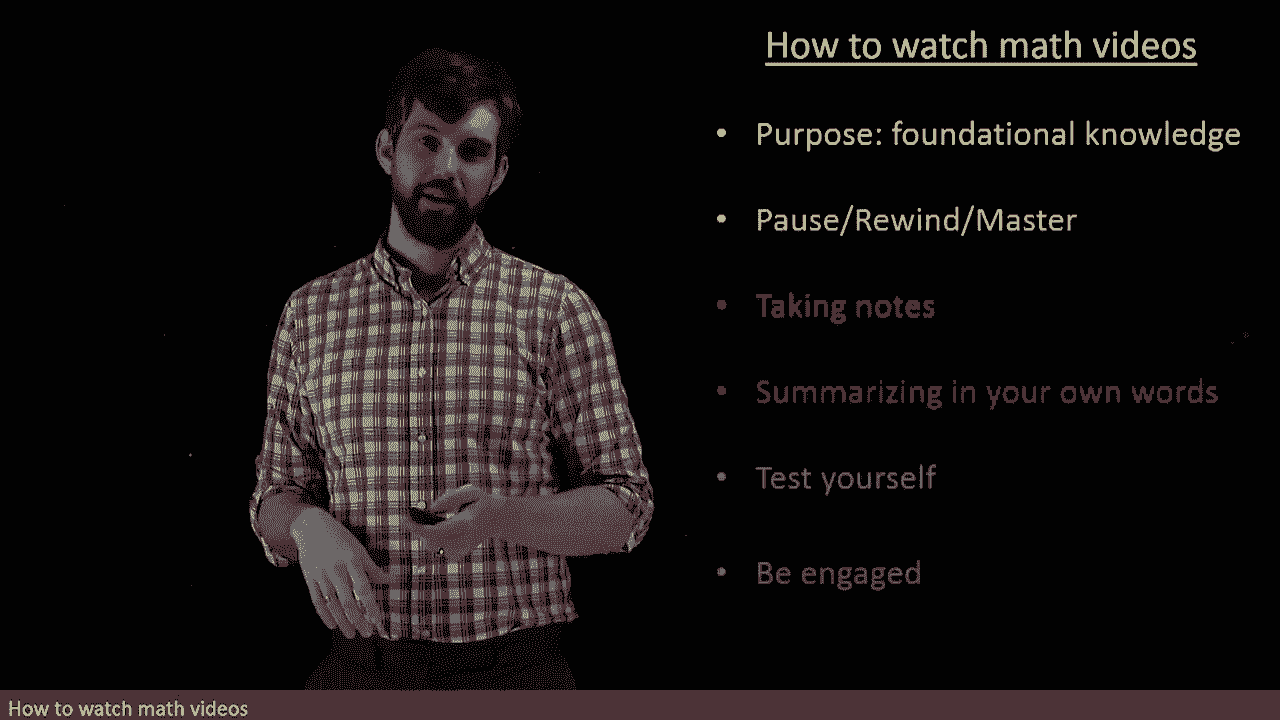 How to watch math videos
• Purpose: foundational knowledge
• Pause/Rewind/Master
• Taking notes
• Summarizing in your own words
• Test yourself
• Be engaged
How to watch math videos